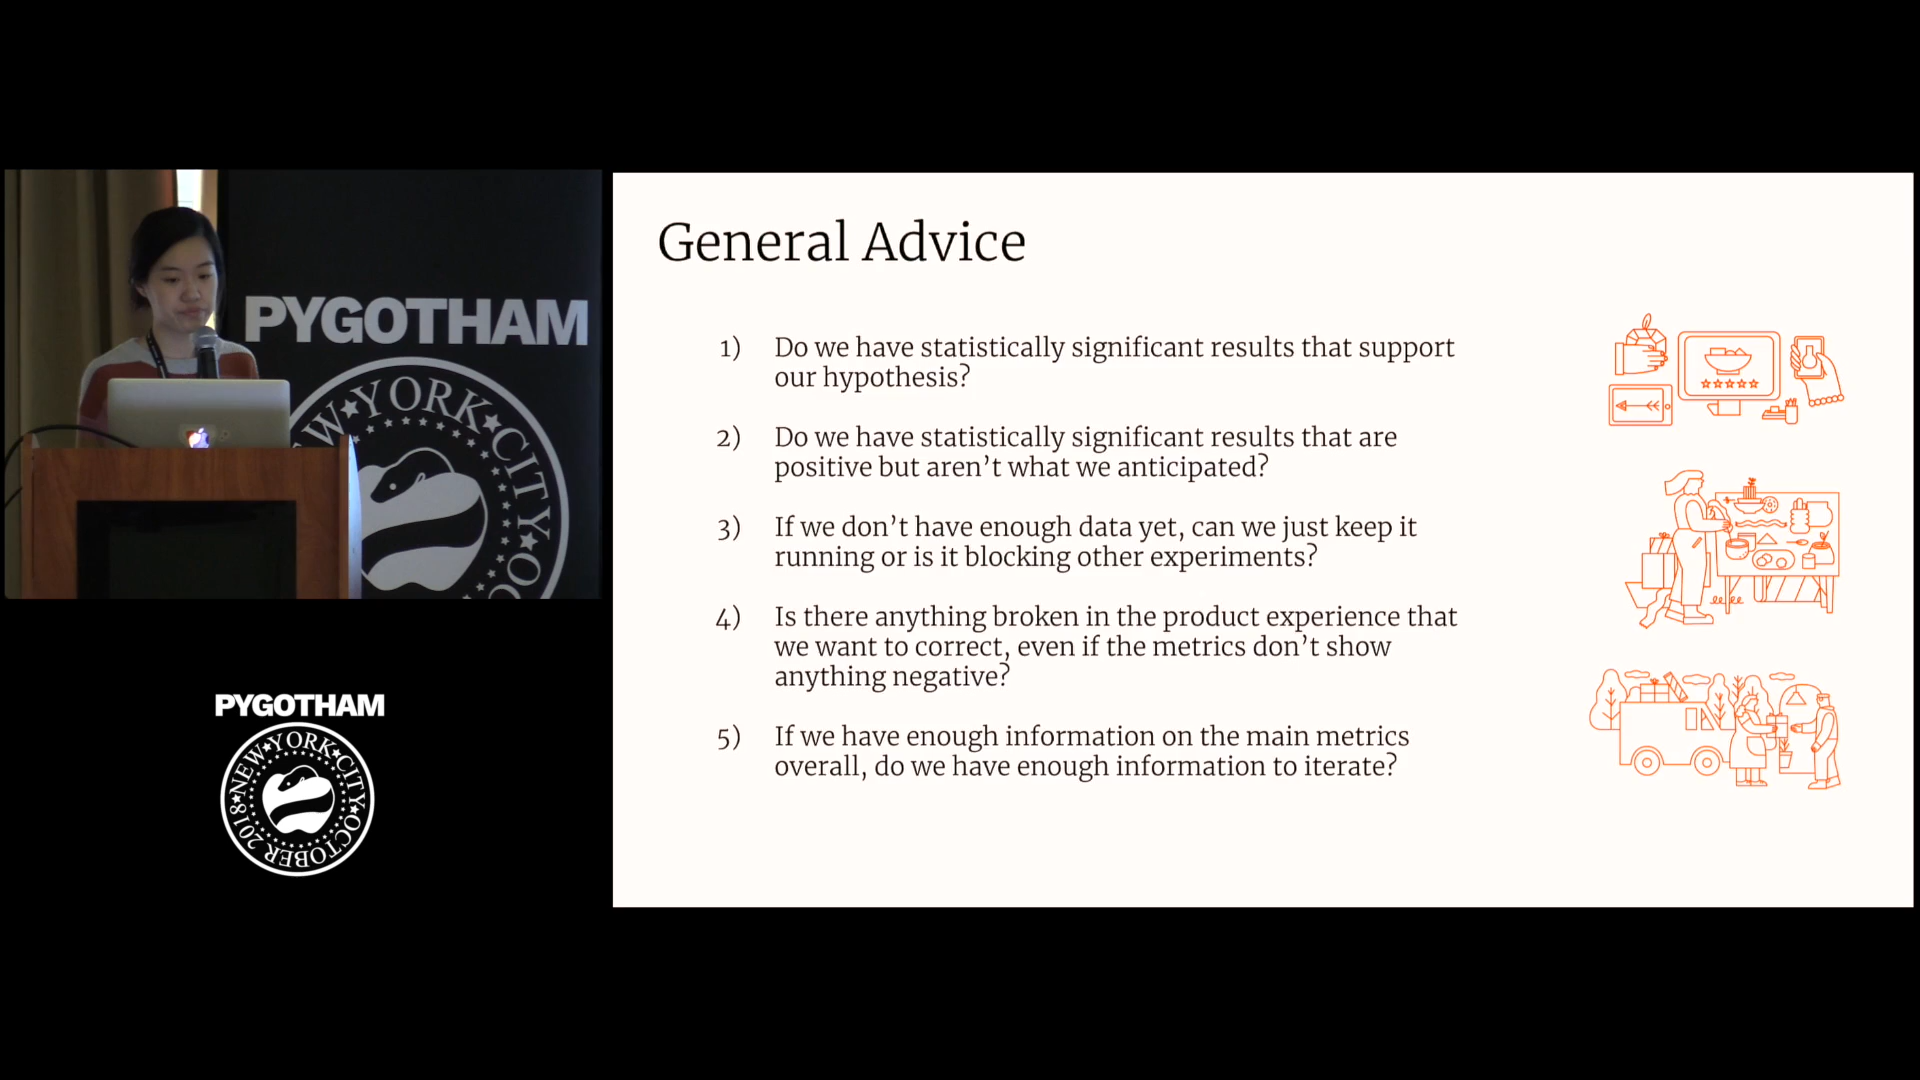 PYGOTHAM
W★YORK★CITY★OC
PYGOTHAM
NEW★YORK★CITY★OCTOBER 2018★
General Advice
1) Do we have statistically significant results that support
our hypothesis?
2) Do we have statistically significant results that are
positive but aren't what we anticipated?
3) If we don't have enough data yet, can we just keep it
running or is it blocking other experiments?
4) Is there anything broken in the product experience that
we want to correct, even if the metrics don't show
anything negative?
5) If we have enough information on the main metrics
overall, do we have enough information to iterate?